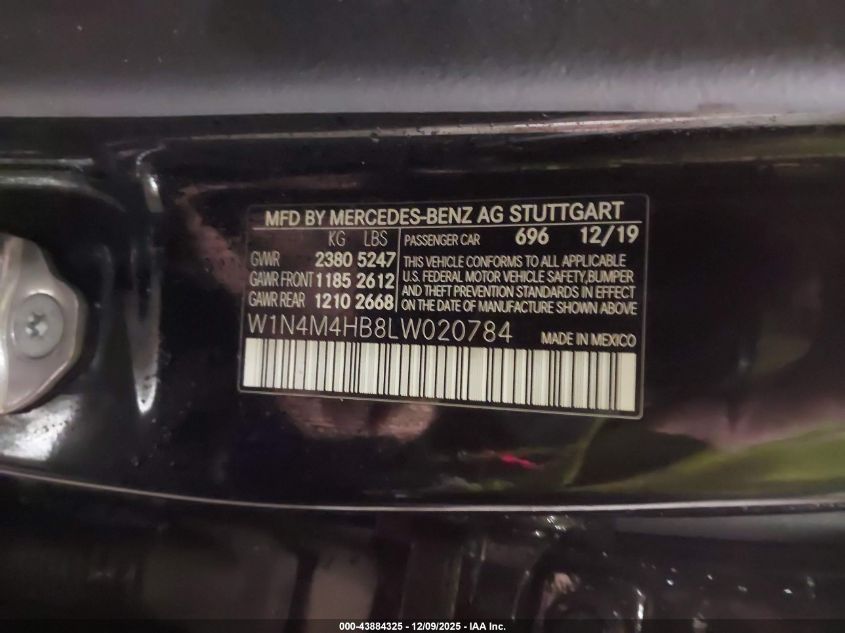 MFD BY MERCEDES-BENZ AG STUTTGART
KG LBS
GVWR 2380 5247
GAWR FRONT 1185 2612
GAWR REAR 1210 2668
PASSENGER CAR 696 12/19
THIS VEHICLE CONFORMS TO ALL APPLICABLE
U.S. FEDERAL MOTOR VEHICLE SAFETY,BUMPER
AND THEFT PREVENTION STANDARDS IN EFFECT
ON THE DATE OF MANUFACTURE SHOWN ABOVE
W1N4M4HB8LW020784
MADE IN MEXICO
000-43884325 - 12/09/2025 - IAA Inc.